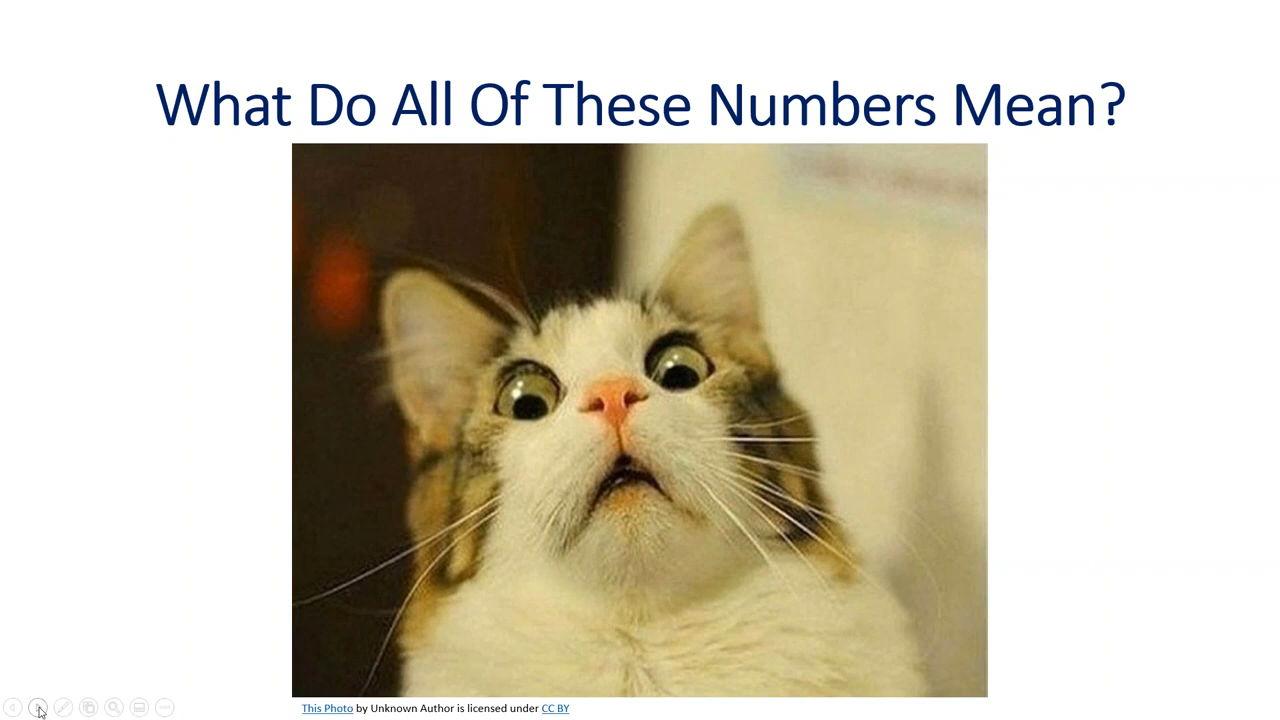 What Do All Of These Numbers Mean?
This Photo by Unknown Author is licensed under CC BY